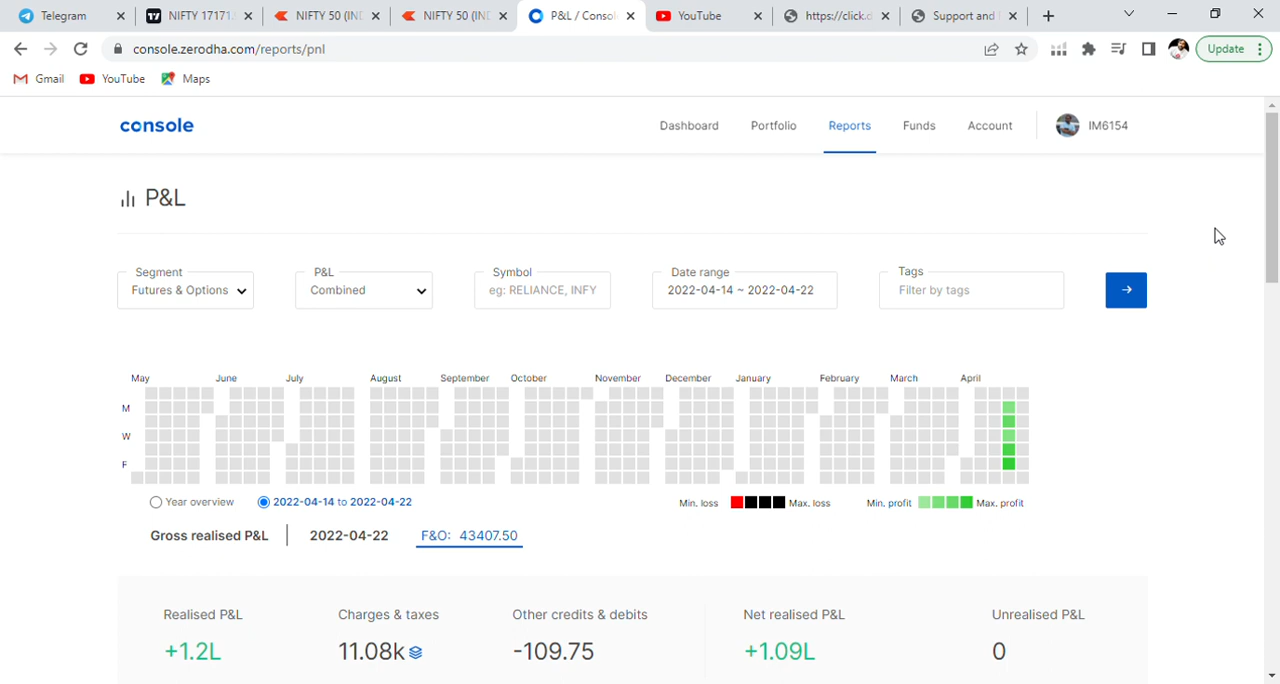 Telegram
NIFTY 17171.
NIFTY 50 (IND
NIFTY 50 (IND
P&L / Conso
YouTube
https://click.d
Support and
console.zerodha.com/reports/pnl
Update
Gmail
YouTube
Maps
console
Dashboard
Portfolio
Reports
Funds
Account
IM6154
P&L
Segment
Futures & Options
P&L
Combined
Symbol
eg: RELIANCE, INFY
Date range
2022-04-14 ~ 2022-04-22
Tags
Filter by tags
May June July August September October November December January February March April
M
W
F
Year overview
2022-04-14 to 2022-04-22
Min. loss
Max. loss
Min. profit
Max. profit
Gross realised P&L
2022-04-22
F&O: 43407.50
Realised P&L
Charges & taxes
Other credits & debits
Net realised P&L
Unrealised P&L
+1.2L
11.08k
-109.75
+1.09L
0